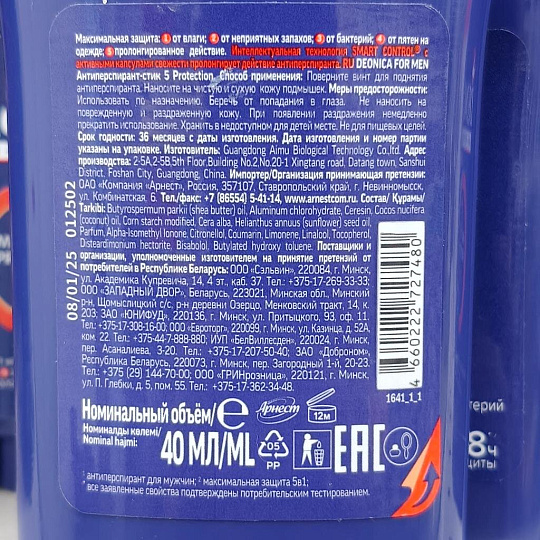 Максимальная защита: 1 от влаги; 2 от неприятных запахов; 3 от бактерий; 4 от пятен на
одежде; 5 пролонгированное действие. Интеллектуальная технология SMART CONTROL® с
активными капсулами свежести пролонгирует действие антиперспиранта. RU DEONICA FOR MEN
Антиперспирант-стик 5 Protection. Способ применения: Поверните винт для поднятия
антиперспиранта. Наносите на чистую и сухую кожу подмышек. Меры предосторожности:
Использовать по назначению. Беречь от попадания в глаза. Не наносить на
поврежденную и раздраженную кожу. При появлении раздражения немедленно
прекратить использование. Хранить в недоступном для детей месте. Не для пищевых целей.
Срок годности: 36 месяцев с даты изготовления. Дата изготовления и номер партии
указаны на упаковке. Изготовитель: Guangdong Aimu Biological Technology Co.,ltd. Адрес
производства: 2-5A,2-5B,5th Floor,Building No.2,No.20-1 Xingtang road, Datang town, Sanshui
District, Foshan City, Guangdong, China. Импортер/Организация принимающая претензии:
ОАО «Компания «Арнест», Россия, 357107, Ставропольский край, г. Невинномысск,
ул. Комбинатская, 6. Тел./факс: +7 (86554) 5-41-14, www.arnestcom.ru. Состав/ Құрамы/
Tarkibi: Butyrospermum parkii (shea butter) oil, Aluminum chlorohydrate, Ceresin, Cocos nucifera
(coconut) oil, Corn starch modified, Cera alba, Helianthus annuus (sunflower) seed oil,
Parfum, Alpha-Isomethyl Ionone, Citronellol, Coumarin, Limonene, Linalool, Tocopherol,
Disteardimonium hectorite, Bisabolol, Butylated hydroxy toluene. Поставщики и
организации, уполномоченные изготовителем на принятие претензий от
потребителей в Республике Беларусь: ООО «Сэльвин», 220084, г. Минск,
ул. Академика Купревича, 14, 4 эт., каб. 37. Тел.: +375-17-269-33-33;
ООО «ЗАПАДНЫЙ ДВОР», Беларусь, 223021, Минская обл., Минский
р-н, Щомыслицкий с/с, р-н деревни Озерцо, Менковский тракт, 14,
к. 2; ЗАО «ЮНИФУД», 220136, г. Минск, ул. Притыцкого, 93, оф. 11.
Тел.: +375-17-308-16-00; ООО «Евроторг», 220099, г. Минск, ул. Казинца, д. 52А,
ком. 22. Тел.: +375-44-7-888-880; ИУП «БелВиллесден», 220024, г. Минск,
пер. Асаналиева, 3-20. Тел.: +375-17-207-50-40; ЗАО «Доброном»,
Республика Беларусь, 220073, г. Минск, пер. Загородный 1-й, 20-23.
Тел.: +375 (29) 144-70-00; ООО «ГРИНрозница», 220121, г. Минск,
ул. П. Глебки, д. 5, пом. 55. Тел.: +375-17-362-34-48.
08/01/25 012502
4 660222 727480
1641_1_1
Номинальный объём/
Номиналды көлемі/
Nominal hajmi:
40 МЛ/ML
℮
Арнест
12м
05
PP
EAC
¹ антиперспирант для мужчин; ² максимальная защита 5в1;
все заявленные свойства подтверждены потребительским тестированием.
8ч